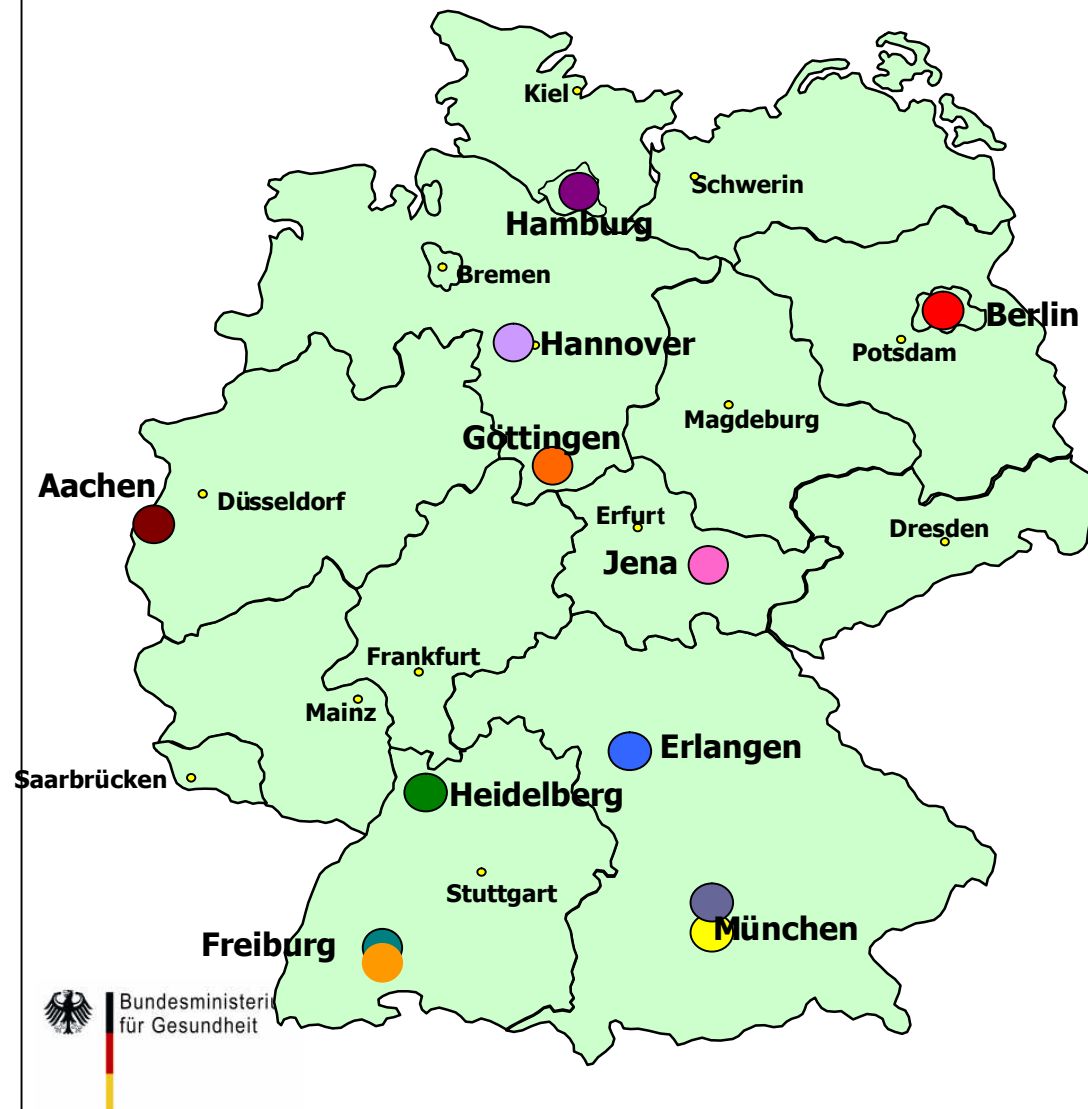 Kiel
Schwerin
Hamburg
Bremen
Berlin
Hannover
Potsdam
Magdeburg
Göttingen
Aachen
Düsseldorf
Erfurt
Dresden
Jena
Frankfurt
Mainz
Erlangen
Saarbrücken
Heidelberg
Stuttgart
München
Freiburg
Bundesministeriu
für Gesundheit